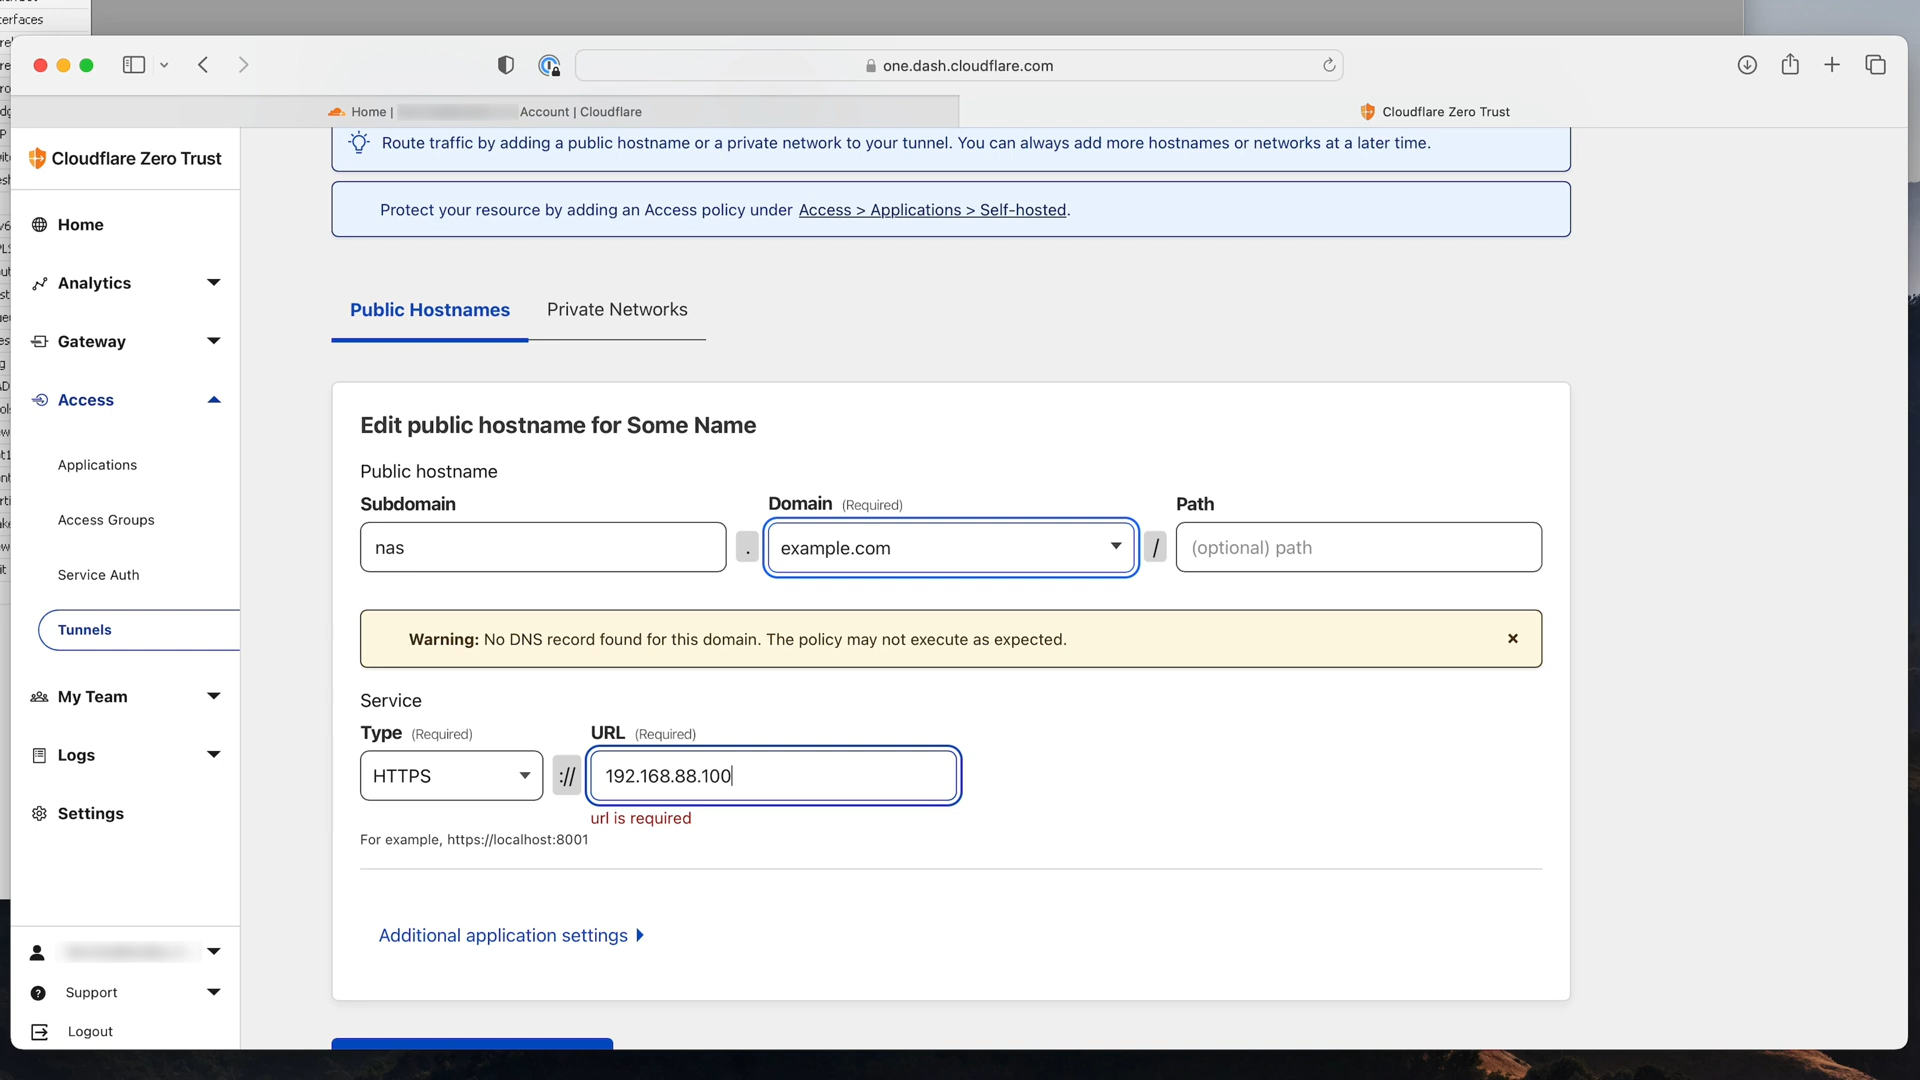 terfaces
one.dash.cloudflare.com
Home |
Account | Cloudflare
Cloudflare Zero Trust
Cloudflare Zero Trust
Home
Analytics
Gateway
Access
Applications
Access Groups
Service Auth
Tunnels
My Team
Logs
Settings
Support
Logout
Route traffic by adding a public hostname or a private network to your tunnel. You can always add more hostnames or networks at a later time.
Protect your resource by adding an Access policy under Access > Applications > Self-hosted.
Public Hostnames
Private Networks
Edit public hostname for Some Name
Public hostname
Subdomain
Domain (Required)
Path
nas
.
example.com
/
(optional) path
Warning: No DNS record found for this domain. The policy may not execute as expected.
Service
Type (Required)
URL (Required)
HTTPS
://
192.168.88.100
url is required
For example, https://localhost:8001
Additional application settings